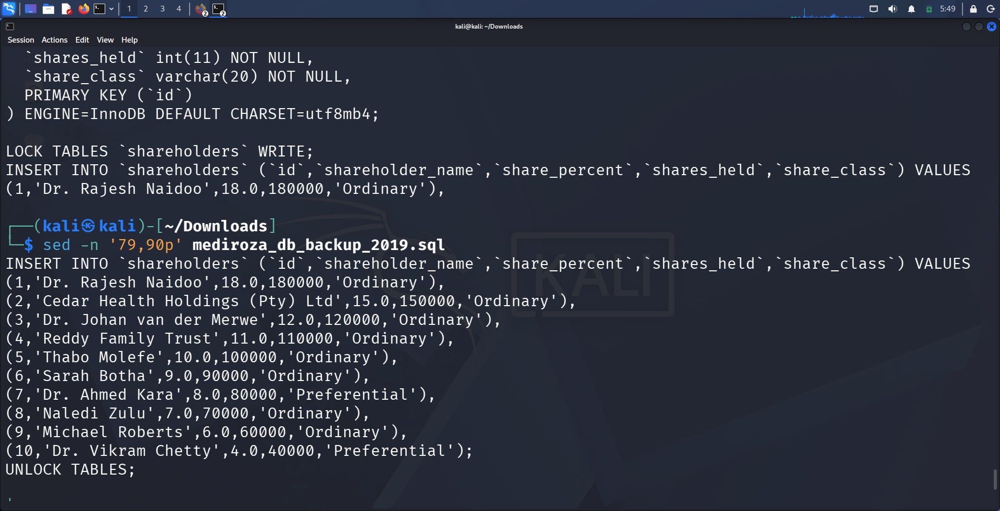 1 2 3 4 2 2 5:49
kali@kali: ~/Downloads
Session Actions Edit View Help
`shares_held` int(11) NOT NULL,
`share_class` varchar(20) NOT NULL,
PRIMARY KEY (`id`)
) ENGINE=InnoDB DEFAULT CHARSET=utf8mb4;
LOCK TABLES `shareholders` WRITE;
INSERT INTO `shareholders` (`id`,`shareholder_name`,`share_percent`,`shares_held`,`share_class`) VALUES
(1,'Dr. Rajesh Naidoo',18.0,180000,'Ordinary'),
┌──(kali㉿kali)-[~/Downloads]
└─$ sed -n '79,90p' mediroza_db_backup_2019.sql
INSERT INTO `shareholders` (`id`,`shareholder_name`,`share_percent`,`shares_held`,`share_class`) VALUES
(1,'Dr. Rajesh Naidoo',18.0,180000,'Ordinary'),
(2,'Cedar Health Holdings (Pty) Ltd',15.0,150000,'Ordinary'),
(3,'Dr. Johan van der Merwe',12.0,120000,'Ordinary'),
(4,'Reddy Family Trust',11.0,110000,'Ordinary'),
(5,'Thabo Molefe',10.0,100000,'Ordinary'),
(6,'Sarah Botha',9.0,90000,'Ordinary'),
(7,'Dr. Ahmed Kara',8.0,80000,'Preferential'),
(8,'Naledi Zulu',7.0,70000,'Ordinary'),
(9,'Michael Roberts',6.0,60000,'Ordinary'),
(10,'Dr. Vikram Chetty',4.0,40000,'Preferential');
UNLOCK TABLES;
KALI